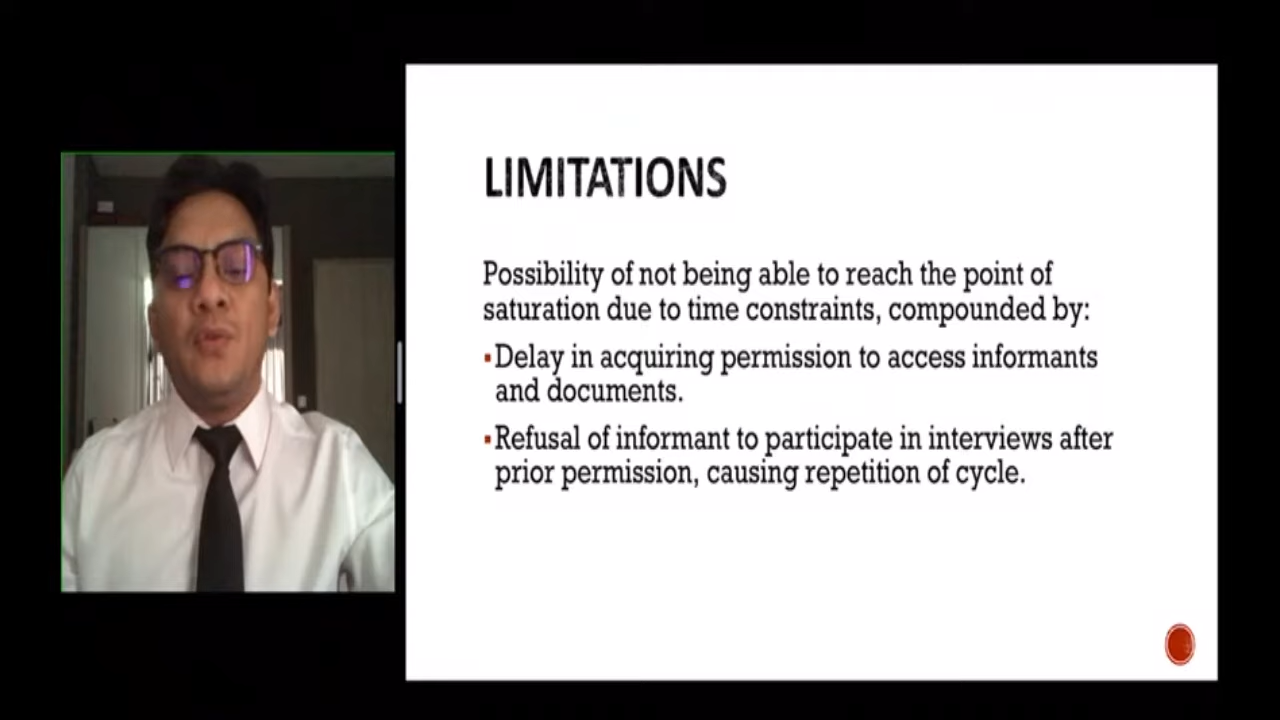 LIMITATIONS
Possibility of not being able to reach the point of
saturation due to time constraints, compounded by:
▪Delay in acquiring permission to access informants
and documents.
▪Refusal of informant to participate in interviews after
prior permission, causing repetition of cycle.